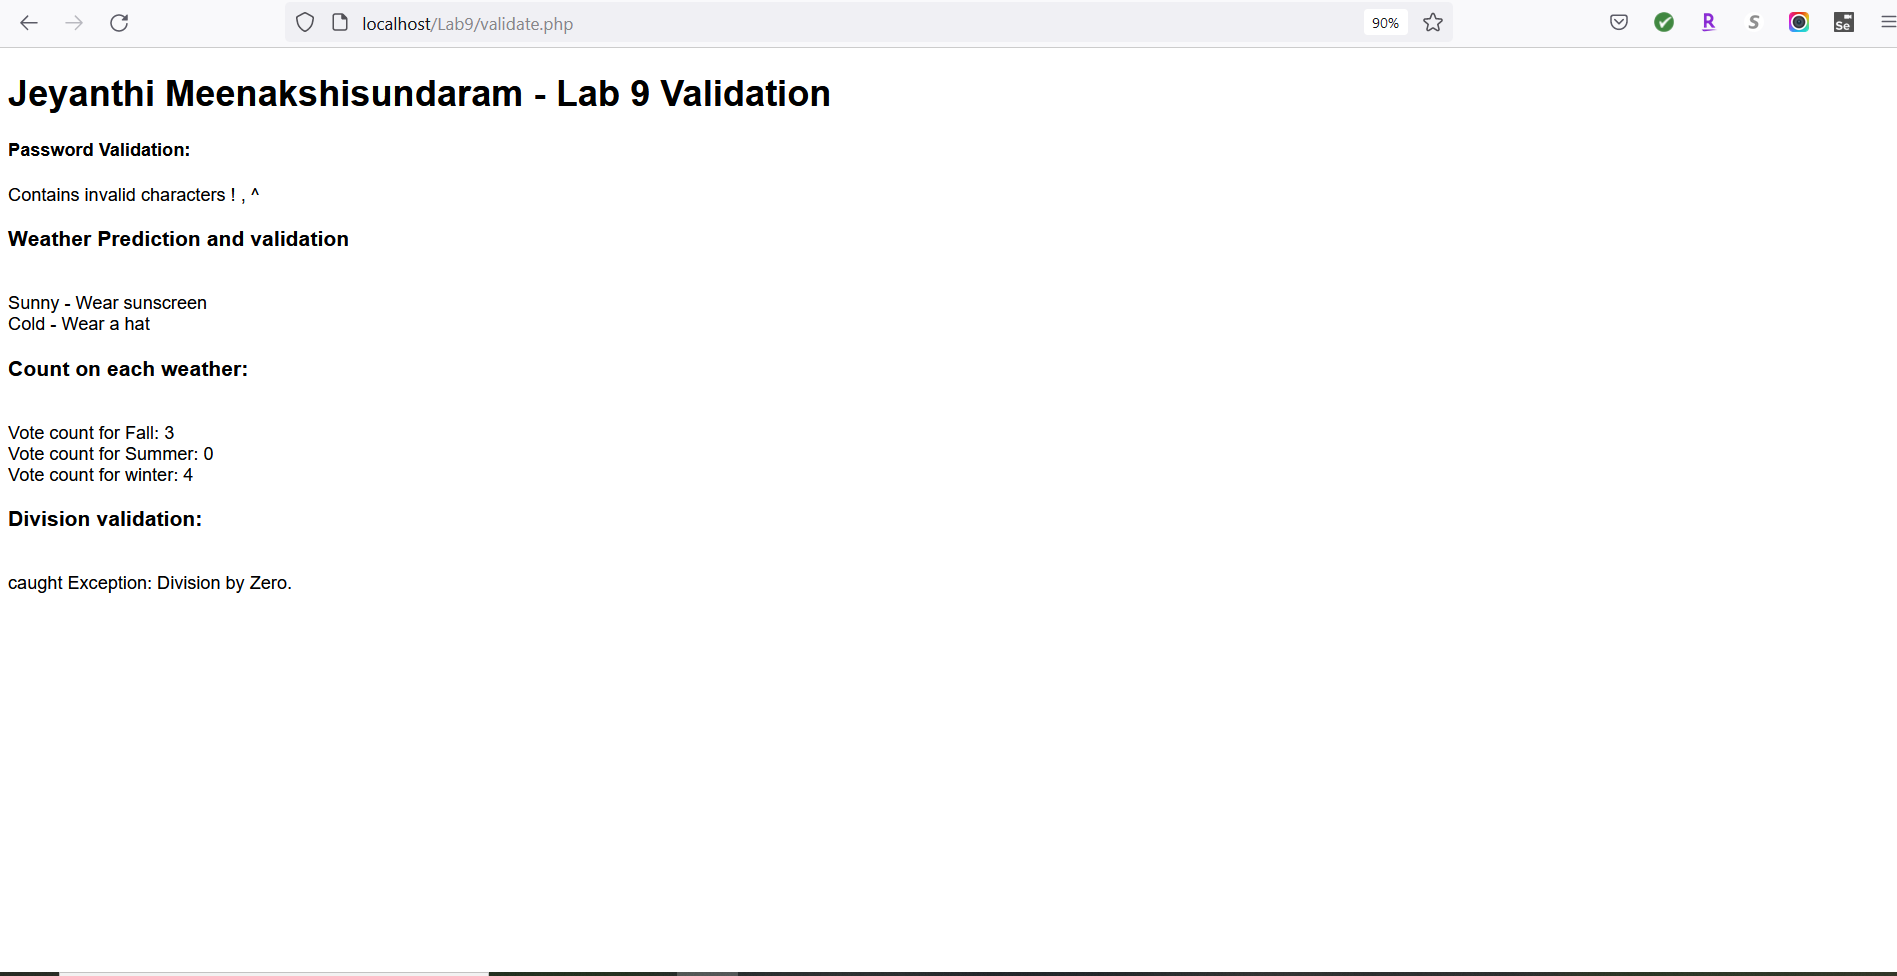 localhost/Lab9/validate.php
90%
R
S
Se
Jeyanthi Meenakshisundaram - Lab 9 Validation
Password Validation:
Contains invalid characters ! , ^
Weather Prediction and validation
Sunny - Wear sunscreen
Cold - Wear a hat
Count on each weather:
Vote count for Fall: 3
Vote count for Summer: 0
Vote count for winter: 4
Division validation:
caught Exception: Division by Zero.